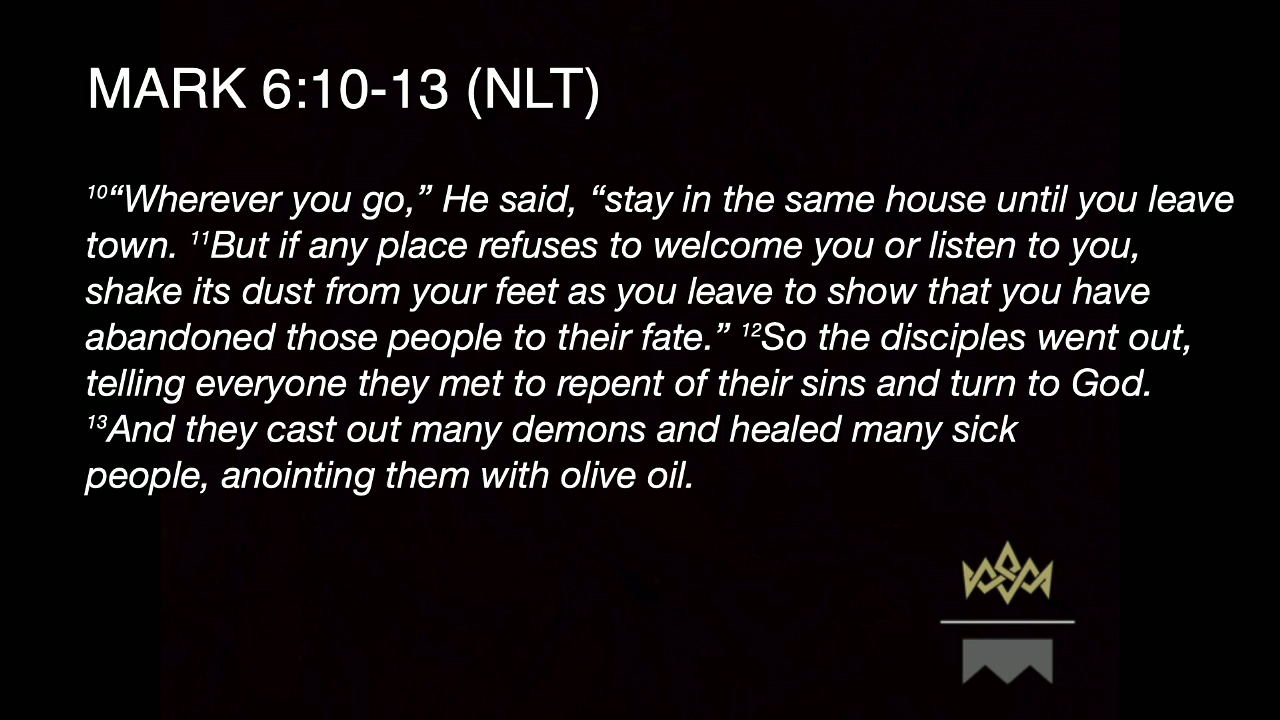 MARK 6:10-13 (NLT)
¹⁰“Wherever you go,” He said, “stay in the same house until you leave
town. ¹¹But if any place refuses to welcome you or listen to you,
shake its dust from your feet as you leave to show that you have
abandoned those people to their fate.” ¹²So the disciples went out,
telling everyone they met to repent of their sins and turn to God.
¹³And they cast out many demons and healed many sick
people, anointing them with olive oil.